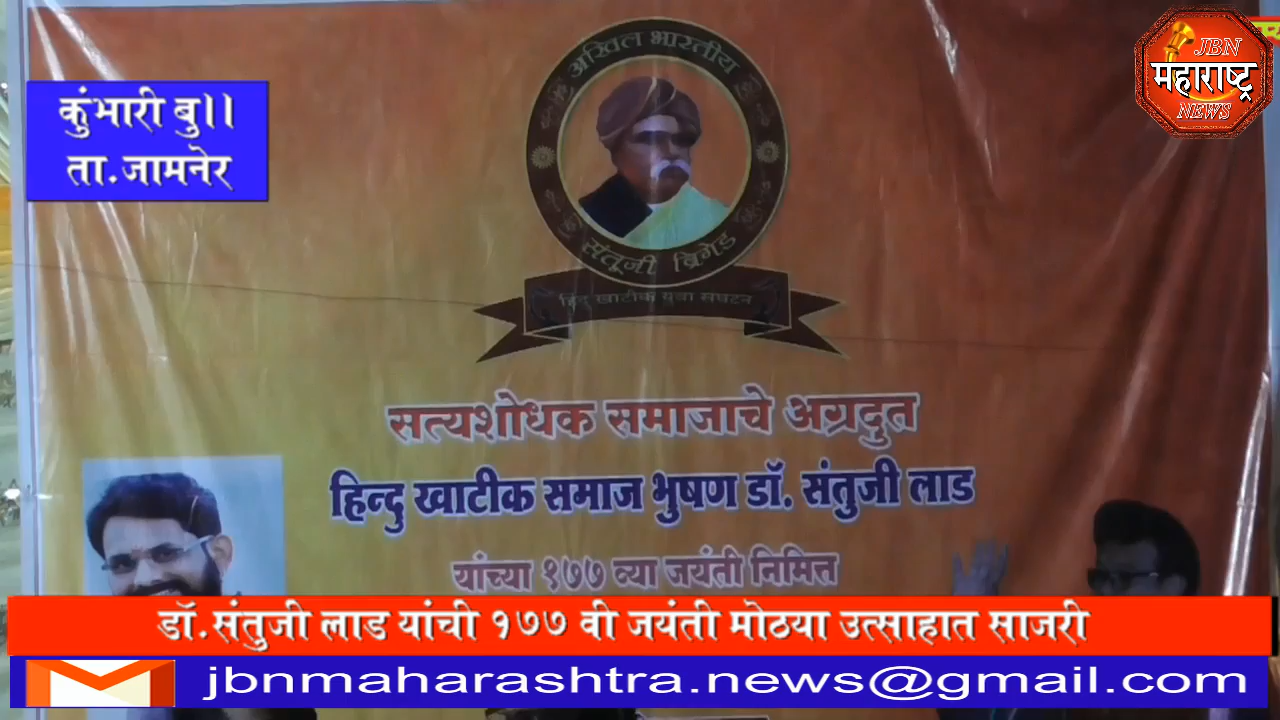 JBN
महाराष्ट्र
NEWS
कुंभारी बु।।
ता.जामनेर
अखिल भारतीय
संतूजी ब्रिगेड
हिंदु खाटीक युवा संघटन
सत्यशोधक समाजाचे अग्रदुत
हिन्दु खाटीक समाज भुषण डॉ. संतुजी लाड
यांच्या १७७ व्या जयंती निमित्त
डॉ.संतुजी लाड यांची १७७ वी जयंती मोठया उत्साहात साजरी
jbnmaharashtra.news@gmail.com